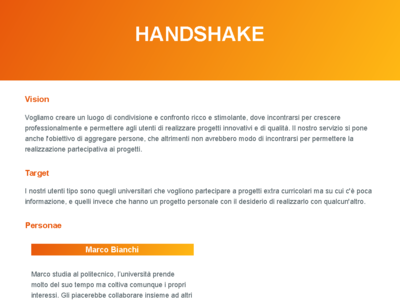 HANDSHAKE
Vision
Vogliamo creare un luogo di condivisione e confronto ricco e stimolante, dove incontrarsi per crescere
professionalmente e permettere agli utenti di realizzare progetti innovativi e di qualità. Il nostro servizio si pone
anche l'obiettivo di aggregare persone, che altrimenti non avrebbero modo di incontrarsi per permettere la
realizzazione partecipativa ai progetti.
Target
I nostri utenti tipo sono quegli universitari che vogliono partecipare a progetti extra curricolari ma su cui c'è poca
informazione, e quelli invece che hanno un progetto personale con il desiderio di realizzarlo con qualcun'altro.
Personae
Marco Bianchi
Marco studia al politecnico, l'università prende
molto del suo tempo ma coltiva comunque i propri
interessi. Gli piacerebbe collaborare insieme ad altri